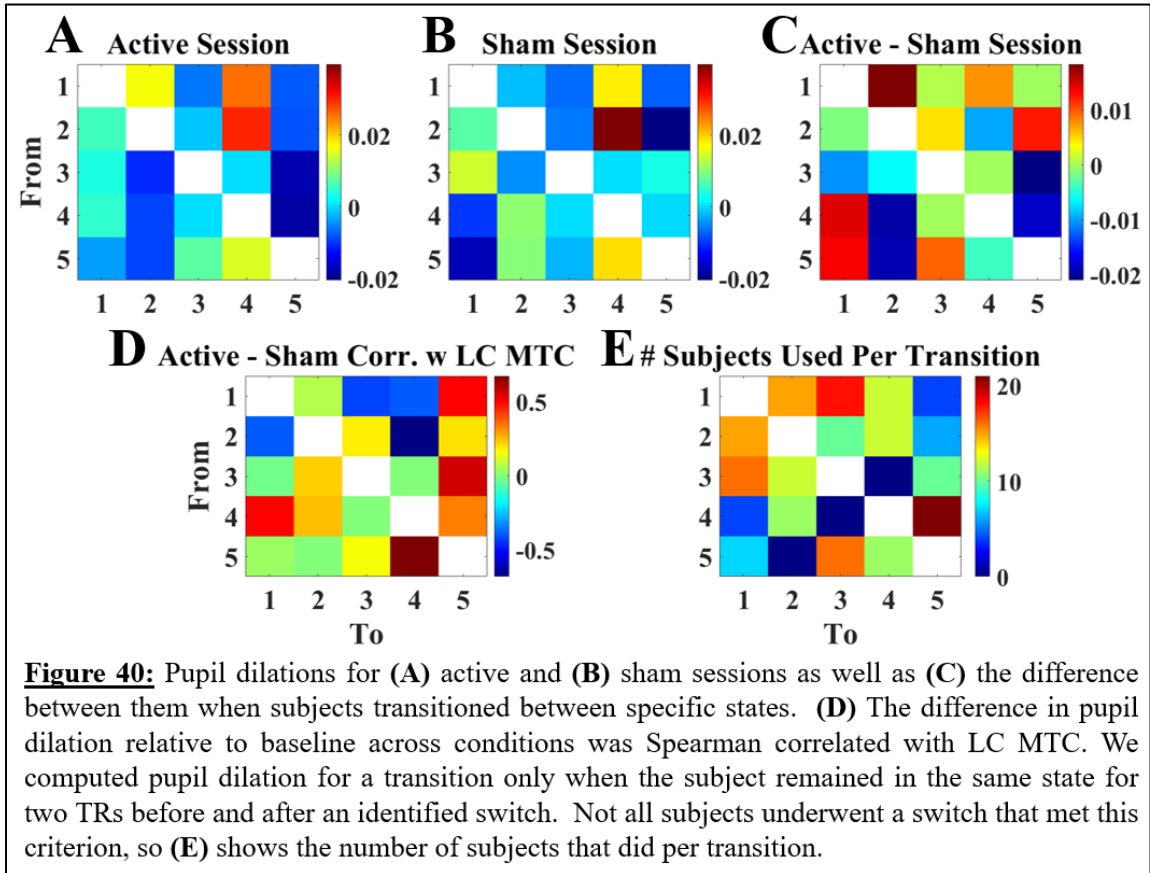 A Active Session
B Sham Session
C Active - Sham Session
From
1
2
3
4
5
1 2 3 4 5
0.02
0
-0.02
1 2 3 4 5
0.02
0
-0.02
1 2 3 4 5
0.01
0
-0.01
-0.02
D Active - Sham Corr. w LC MTC
E # Subjects Used Per Transition
From
1
2
3
4
5
1 2 3 4 5
To
0.5
0
-0.5
1
2
3
4
5
1 2 3 4 5
To
20
10
0
Figure 40: Pupil dilations for (A) active and (B) sham sessions as well as (C) the difference
between them when subjects transitioned between specific states. (D) The difference in pupil
dilation relative to baseline across conditions was Spearman correlated with LC MTC. We
computed pupil dilation for a transition only when the subject remained in the same state for
two TRs before and after an identified switch. Not all subjects underwent a switch that met this
criterion, so (E) shows the number of subjects that did per transition.